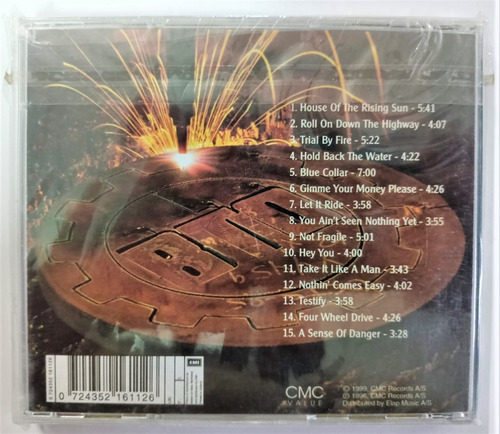 1. House Of The Rising Sun - 5:41
2. Roll On Down The Highway - 4:07
3. Trial By Fire - 5:22
4. Hold Back The Water - 4:22
5. Blue Collar - 7:00
6. Gimme Your Money Please - 4:26
7. Let It Ride - 3:58
8. You Ain't Seen Nothing Yet - 3:55
9. Not Fragile - 5:01
10. Hey You - 4:00
11. Take It Like A Man - 3:43
12. Nothin' Comes Easy - 4:02
13. Testify - 3:58
14. Four Wheel Drive - 4:26
15. A Sense Of Danger - 3:28
BTO
0 724352 161126
EMI
CMC
VALUE
℗ 1996, CMC Records A/S
Distributed by Elap Music A/S